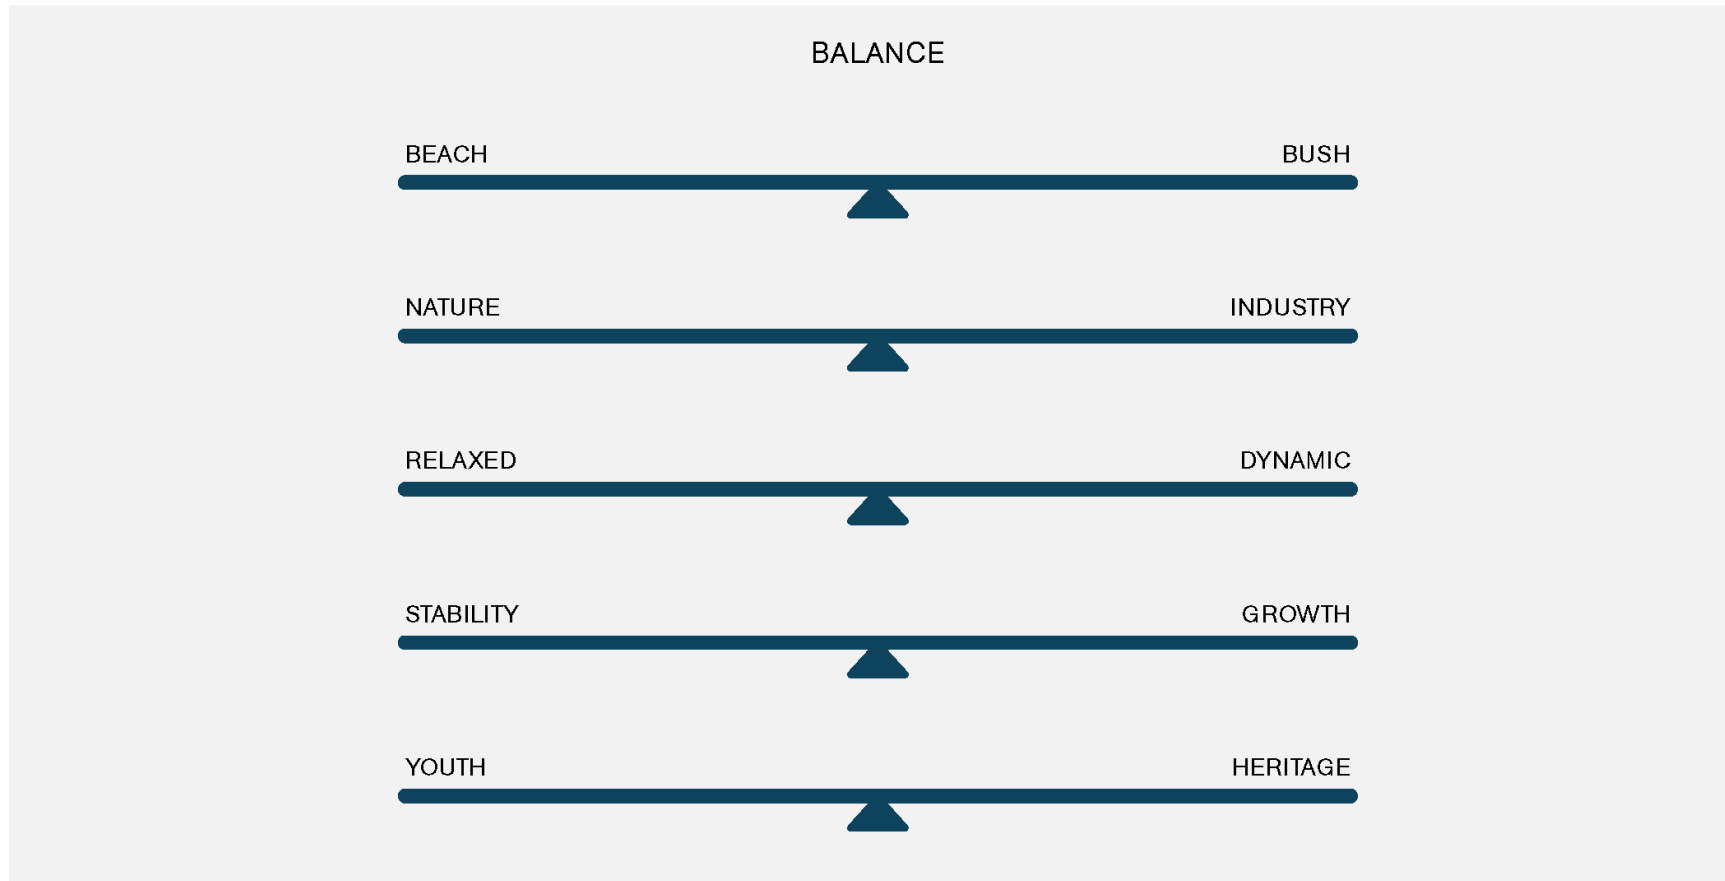 BALANCE
BEACH BUSH
NATURE INDUSTRY
RELAXED DYNAMIC
STABILITY GROWTH
YOUTH HERITAGE